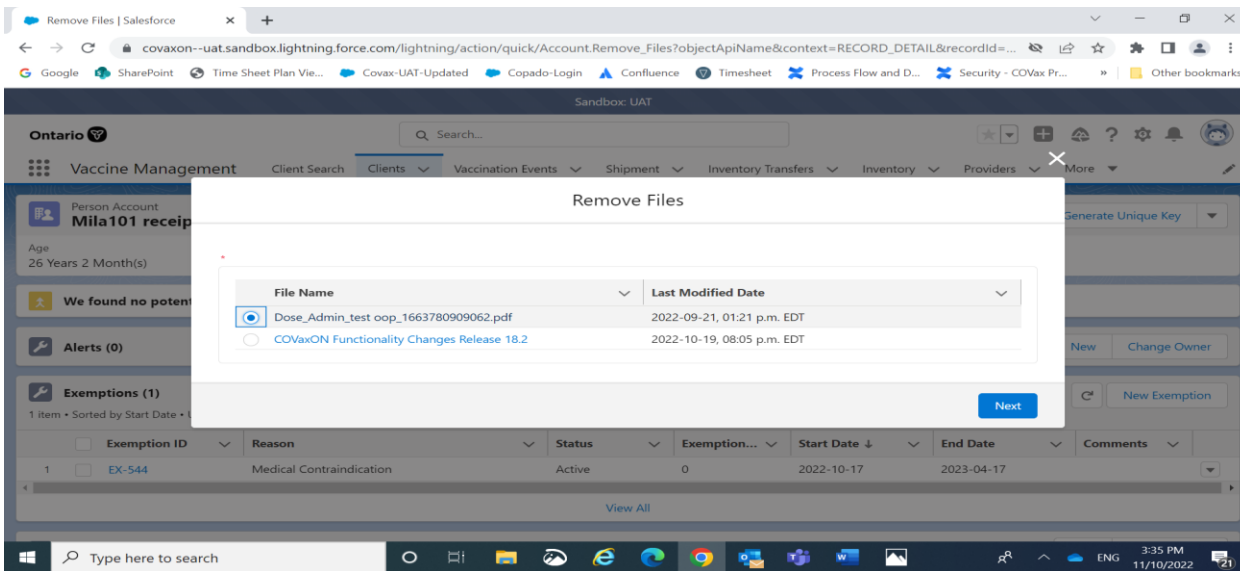 Remove Files | Salesforce
covaxon--uat.sandbox.lightning.force.com/lightning/action/quick/Account.Remove_Files?objectApiName&context=RECORD_DETAIL&recordId=...
Google SharePoint Time Sheet Plan Vie... Covax-UAT-Updated Copado-Login Confluence Timesheet Process Flow and D... Security - COVax Pr... » Other bookmarks
Sandbox: UAT
Ontario Search...
Vaccine Management Client Search Clients Vaccination Events Shipment Inventory Transfers Inventory Providers More
Remove Files
Person Account
Mila101 receip
Generate Unique Key
Age
26 Years 2 Month(s)
*
File Name Last Modified Date
We found no potent
Dose_Admin_test oop_1663780909062.pdf 2022-09-21, 01:21 p.m. EDT
COVaxON Functionality Changes Release 18.2 2022-10-19, 08:05 p.m. EDT
Alerts (0) New Change Owner
Exemptions (1) Next New Exemption
1 item • Sorted by Start Date •
Exemption ID Reason Status Exemption... Start Date ↓ End Date Comments
1 EX-544 Medical Contraindication Active 0 2022-10-17 2023-04-17
View All
Type here to search ENG 3:35 PM
11/10/2022 21